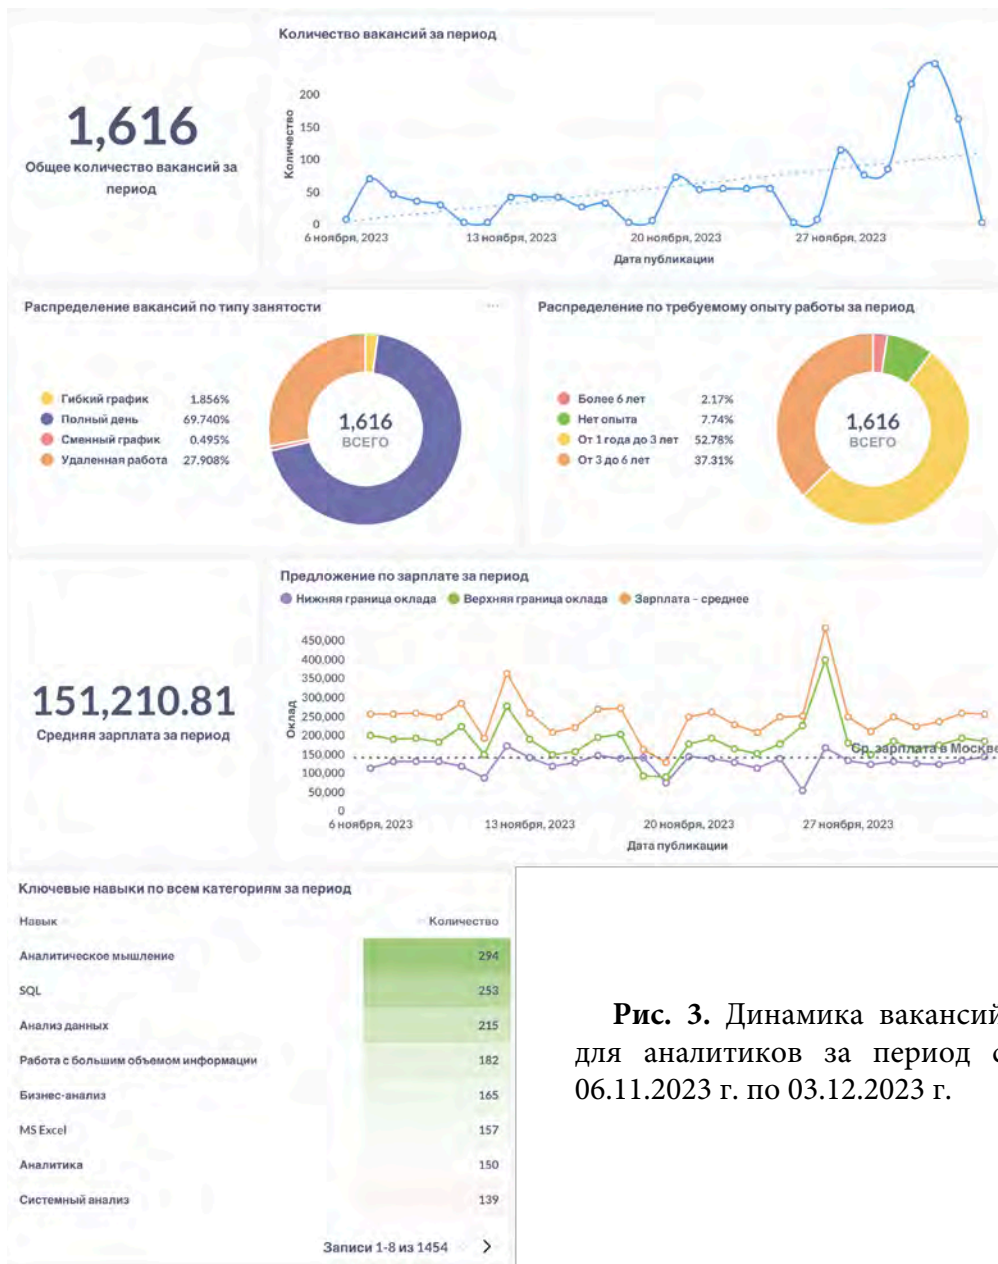 Количество вакансий за период
1,616
Общее количество вакансий за
период
Количество
200
150
100
50
0
6 ноября, 2023
13 ноября, 2023
20 ноября, 2023
27 ноября, 2023
Дата публикации
Распределение вакансий по типу занятости
...
Гибкий график 1.856%
Полный день 69.740%
Сменный график 0.495%
Удаленная работа 27.908%
1,616
ВСЕГО
Распределение по требуемому опыту работы за период
Более 6 лет 2.17%
Нет опыта 7.74%
От 1 года до 3 лет 52.78%
От 3 до 6 лет 37.31%
1,616
ВСЕГО
151,210.81
Средняя зарплата за период
Предложение по зарплате за период
Нижняя граница оклада Верхняя граница оклада Зарплата - среднее
Оклад
450,000
400,000
350,000
300,000
250,000
200,000
150,000
100,000
50,000
0
Ср. зарплата в Москве
6 ноября, 2023
13 ноября, 2023
20 ноября, 2023
27 ноября, 2023
Дата публикации
Ключевые навыки по всем категориям за период
Навык Количество
Аналитическое мышление 294
SQL 253
Анализ данных 215
Работа с большим объемом информации 182
Бизнес-анализ 165
MS Excel 157
Аналитика 150
Системный анализ 139
Записи 1-8 из 1454 >
Рис. 3. Динамика вакансий
для аналитиков за период с
06.11.2023 г. по 03.12.2023 г.